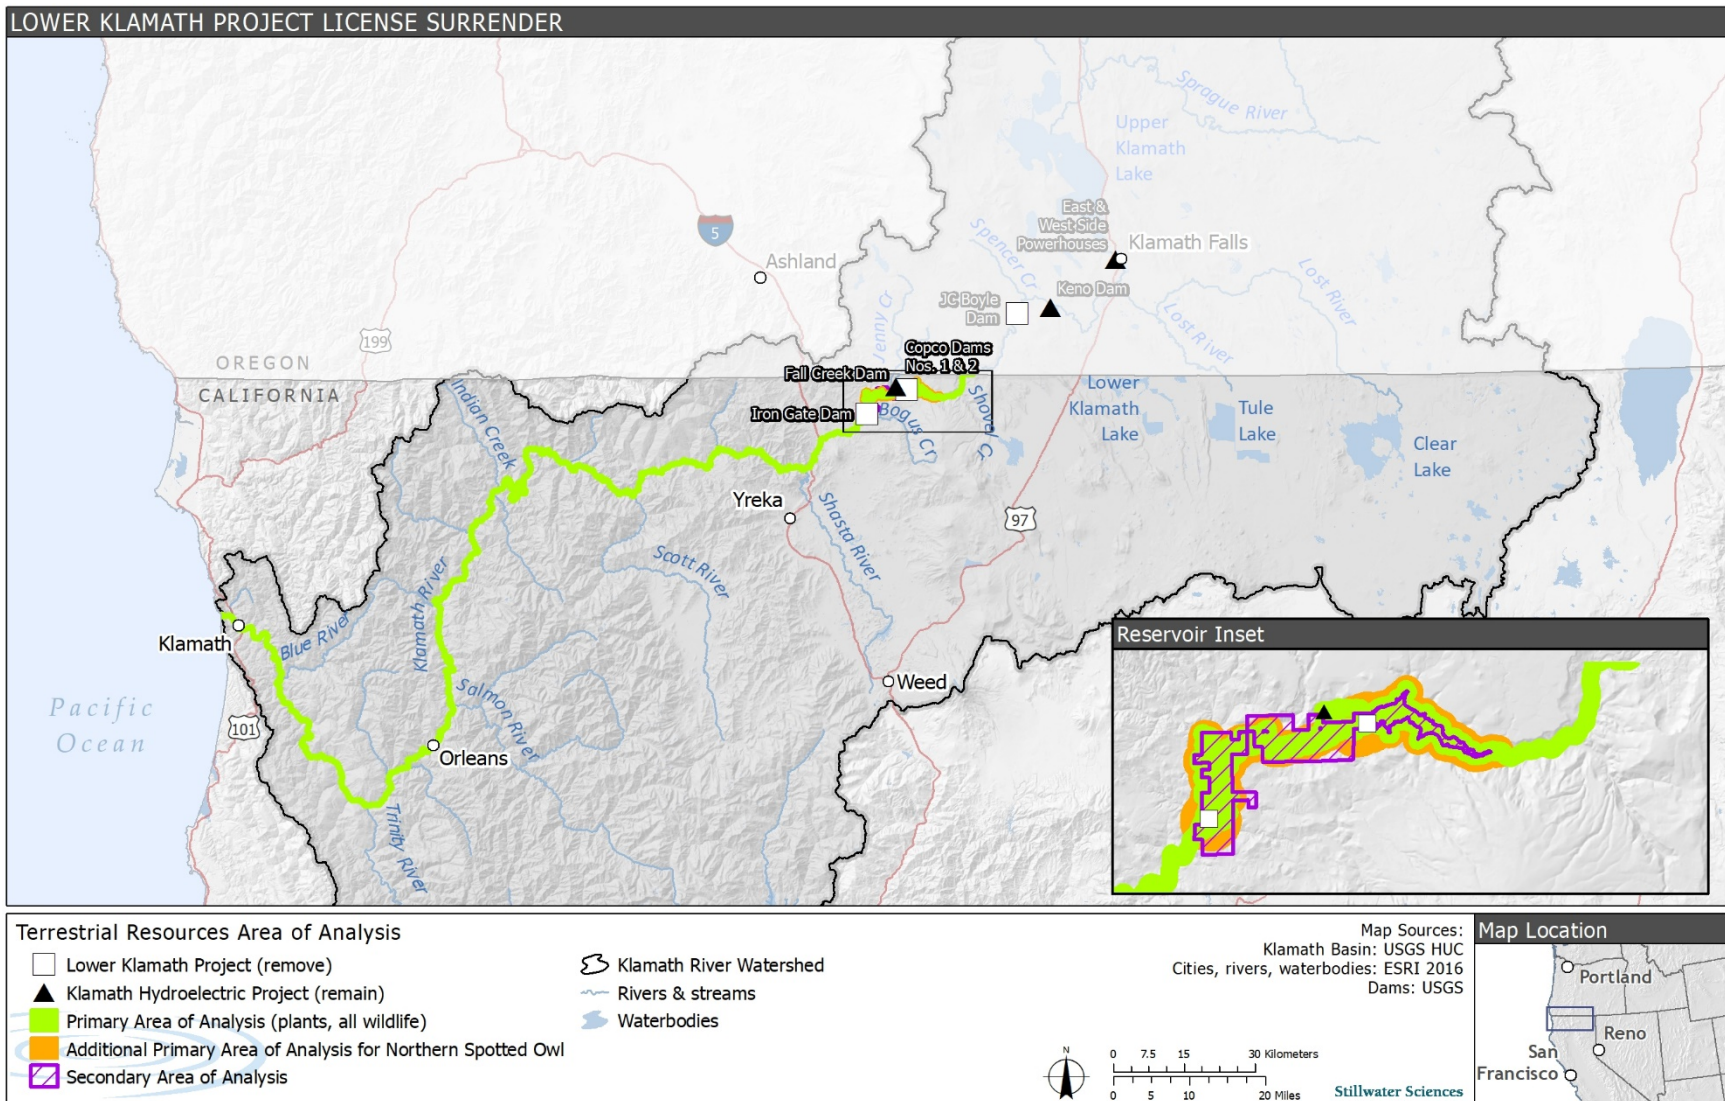 LOWER KLAMATH PROJECT LICENSE SURRENDER
Sprague River
Upper
Klamath
Lake
East &
West Side
Powerhouses
Klamath Falls
5
Ashland
Spencer Cr
Keno Dam
JC Boyle
Dam
Lost River
Lost River
Jenny Cr
199
OREGON
CALIFORNIA
Copco Dams
Nos. 1 & 2
Fall Creek Dam
Iron Gate Dam
Bogus Cr
Shovel Cr
Indian Creek
Lower
Klamath
Lake
Tule
Lake
Clear
Lake
Yreka
Shasta River
97
Scott River
Klamath River
Klamath
Blue River
Salmon River
Weed
Pacific
Ocean
101
Orleans
Trinity River
Reservoir Inset
Terrestrial Resources Area of Analysis
Lower Klamath Project (remove)
Klamath Hydroelectric Project (remain)
Primary Area of Analysis (plants, all wildlife)
Additional Primary Area of Analysis for Northern Spotted Owl
Secondary Area of Analysis
Klamath River Watershed
Rivers & streams
Waterbodies
Map Sources:
Klamath Basin: USGS HUC
Cities, rivers, waterbodies: ESRI 2016
Dams: USGS
N
0 7.5 15 30 Kilometers
0 5 10 20 Miles
Stillwater Sciences
Map Location
Portland
Reno
San
Francisco